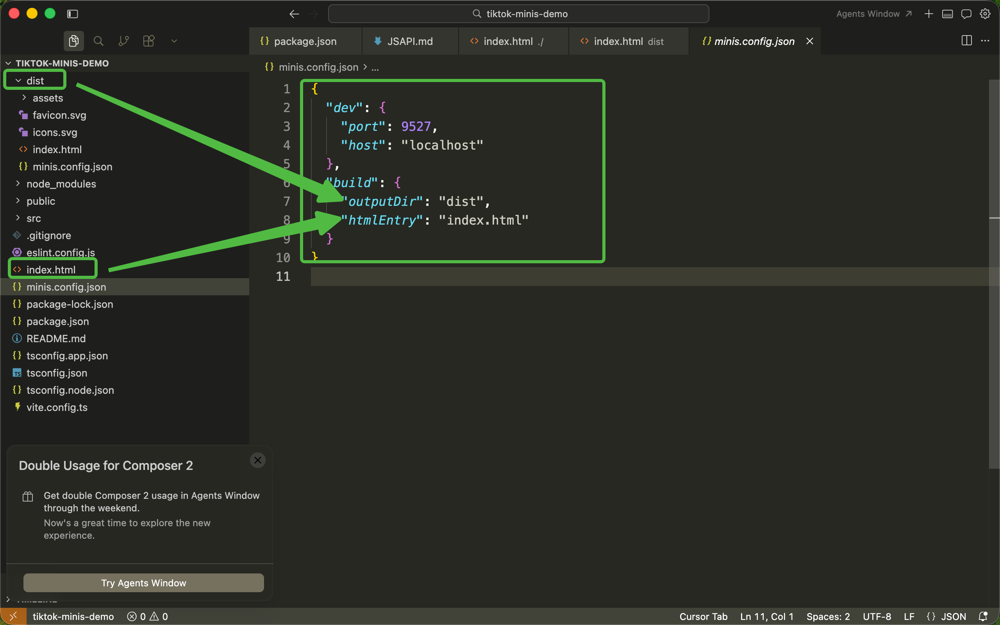 tiktok-minis-demo
Agents Window
package.json
JSAPI.md
index.html ./
index.html dist
minis.config.json
TIKTOK-MINIS-DEMO
dist
assets
favicon.svg
icons.svg
index.html
minis.config.json
node_modules
public
src
.gitignore
eslint.config.js
index.html
minis.config.json
package-lock.json
package.json
README.md
tsconfig.app.json
tsconfig.json
tsconfig.node.json
vite.config.ts
minis.config.json > ...
1 {
2 "dev": {
3 "port": 9527,
4 "host": "localhost"
5 },
6 "build": {
7 "outputDir": "dist",
8 "htmlEntry": "index.html"
9 }
10 }
11
Double Usage for Composer 2
Get double Composer 2 usage in Agents Window
through the weekend.
Now's a great time to explore the new
experience.
Try Agents Window
tiktok-minis-demo 0 0
Cursor Tab Ln 11, Col 1 Spaces: 2 UTF-8 LF {} JSON